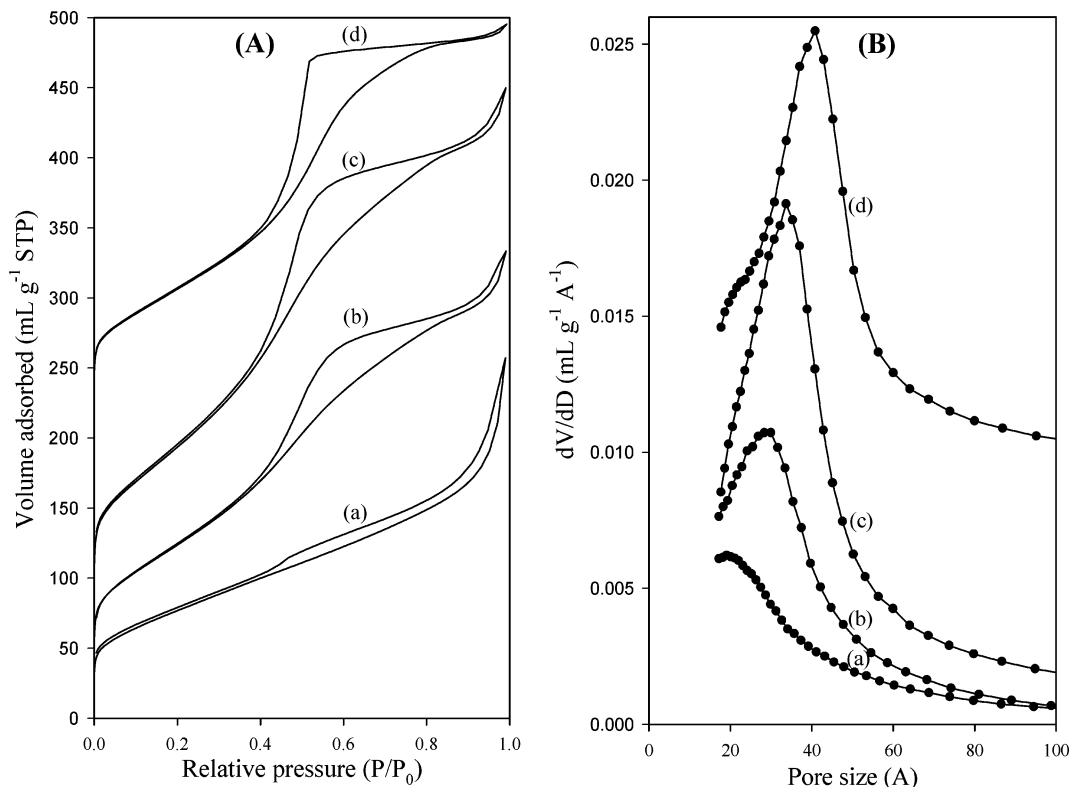 (A)
(d)
(c)
(b)
(a)
Volume adsorbed (mL g-1 STP)
500
450
400
350
300
250
200
150
100
50
0
0.0 0.2 0.4 0.6 0.8 1.0
Relative pressure (P/P0)
(B)
(d)
(c)
(b)
(a)
dV/dD (mL g-1 A-1)
0.025
0.020
0.015
0.010
0.005
0.000
0 20 40 60 80 100
Pore size (A)